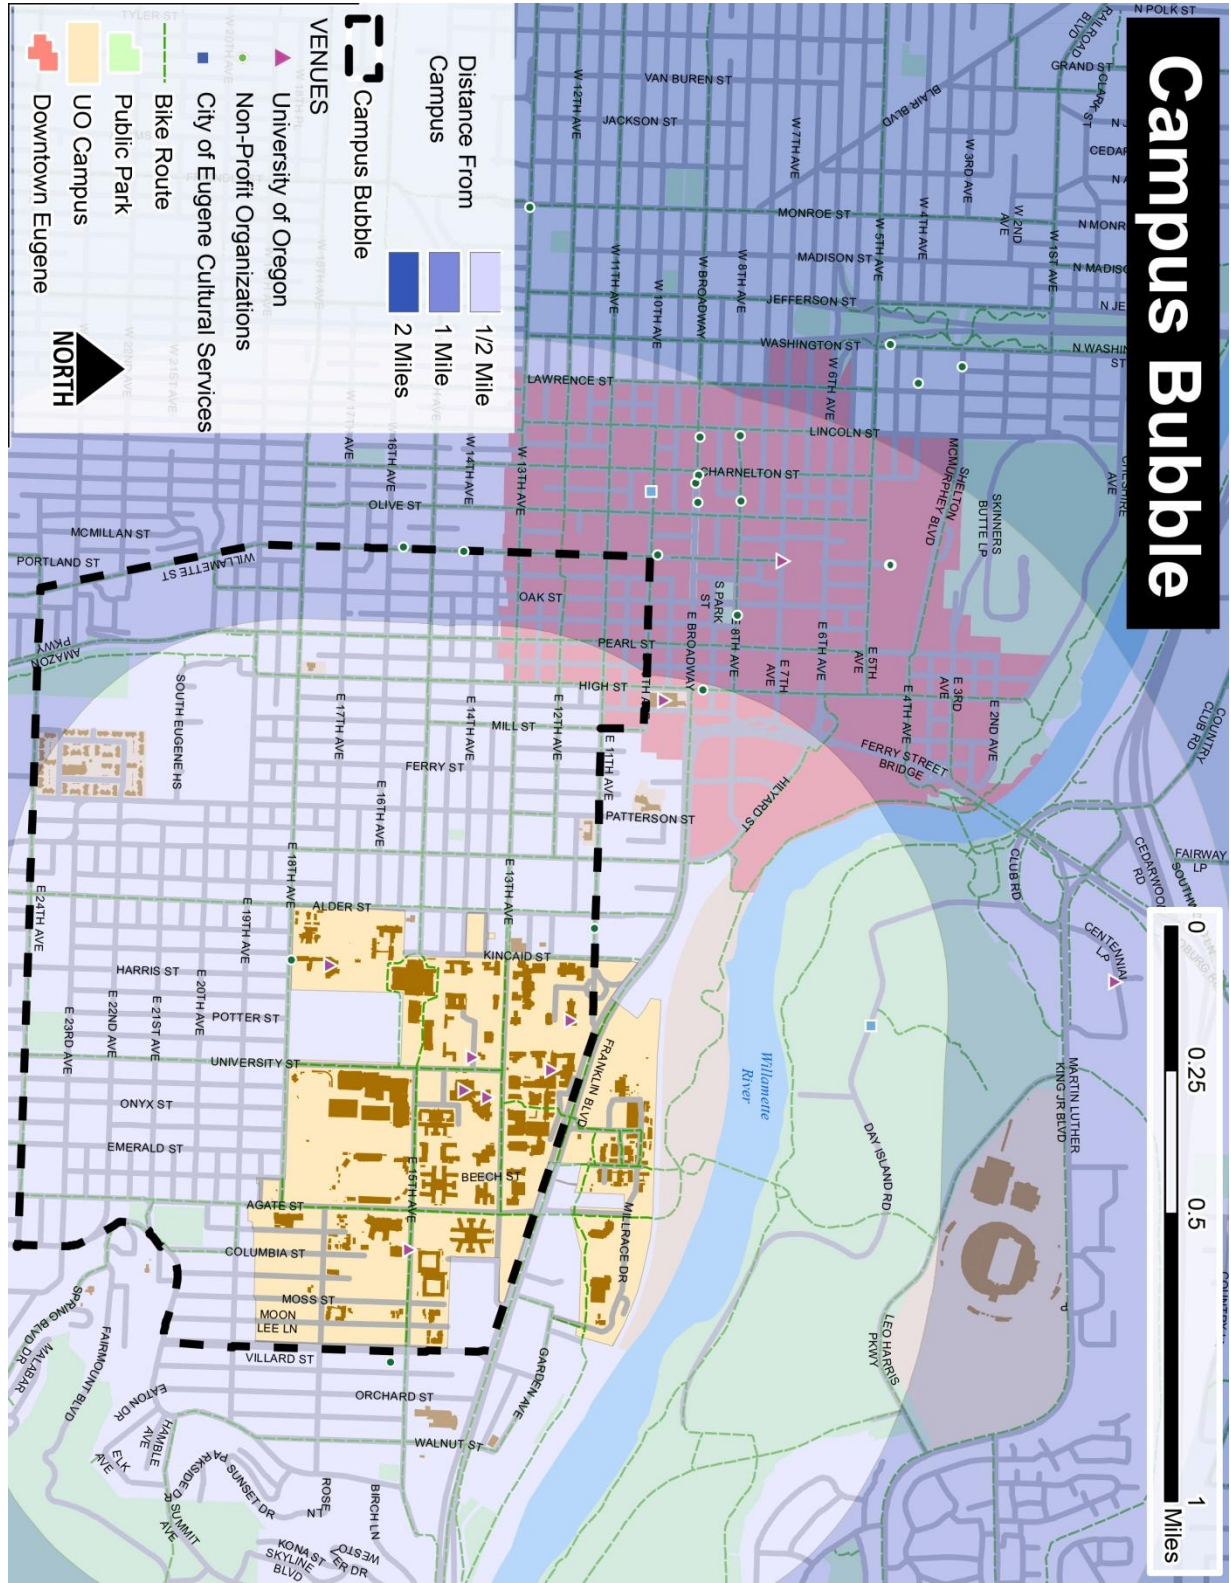 Campus Bubble
0
0.25
0.5
1
Miles
Distance From
Campus
1/2 Mile
1 Mile
2 Miles
Campus Bubble
VENUES
University of Oregon
Non-Profit Organizations
City of Eugene Cultural Services
Bike Route
Public Park
UO Campus
Downtown Eugene
NORTH
N POLK ST
RAILROAD
BLVD
GRAND ST
CLARK ST
VAN BUREN ST
BLAIR BLVD
JACKSON ST
W 12TH AVE
W 7TH AVE
W 3RD AVE
W 2ND
AVE
W 4TH AVE
MONROE ST
W 5TH AVE
W 1ST AVE
MADISON ST
W 11TH AVE
W 10TH AVE
W BROADWAY
W 8TH AVE
JEFFERSON ST
WASHINGTON ST
LAWRENCE ST
W 6TH AVE
LINCOLN ST
CHARNELTON ST
MCMURPHEY BLVD
SHELTON
SKINNERS
BUTTE LP
W 17TH AVE
W 16TH AVE
W 14TH AVE
W 13TH AVE
OLIVE ST
MCMILLAN ST
PORTLAND ST
WILLAMETTE ST
OAK ST
S PARK
ST
PEARL ST
E BROADWAY
E 8TH AVE
E 7TH
AVE
E 6TH AVE
E 5TH
AVE
E 4TH AVE
E 3RD
AVE
E 2ND AVE
AMAZON
PKWY
SOUTH EUGENE HS
HIGH ST
MILL ST
E 17TH AVE
E 14TH AVE
E 12TH AVE
E 11TH AVE
FERRY ST
FERRY STREET
BRIDGE
COUNTRY
CLUB RD
E 16TH AVE
PATTERSON ST
HILYARD ST
CLUB RD
CEDARWOOD
RD
FAIRWAY
LP
E 18TH AVE
E 13TH AVE
E 24TH AVE
E 19TH AVE
ALDER ST
KINCAID ST
CENTENNIAL
LP
HARRIS ST
E 20TH AVE
E 21ST AVE
E 22ND AVE
E 23RD AVE
POTTER ST
UNIVERSITY ST
FRANKLIN BLVD
Willamette
River
MARTIN LUTHER
KING JR BLVD
ONYX ST
EMERALD ST
BEECH ST
E 15TH AVE
DAY ISLAND RD
AGATE ST
MILLRACE DR
COLUMBIA ST
MOSS ST
MOON
LEE LN
VILLARD ST
GARDEN AVE
LEO HARRIS
PKWY
SPRING BLVD
FAIRMOUNT BLVD
EATON DR
ORCHARD ST
WALNUT ST
HAMBLE
AVE
ELK
AVE
SUNSET DR
SUMMIT
AVE
BIRCH LN
KONA ST
SKYLINE
BLVD